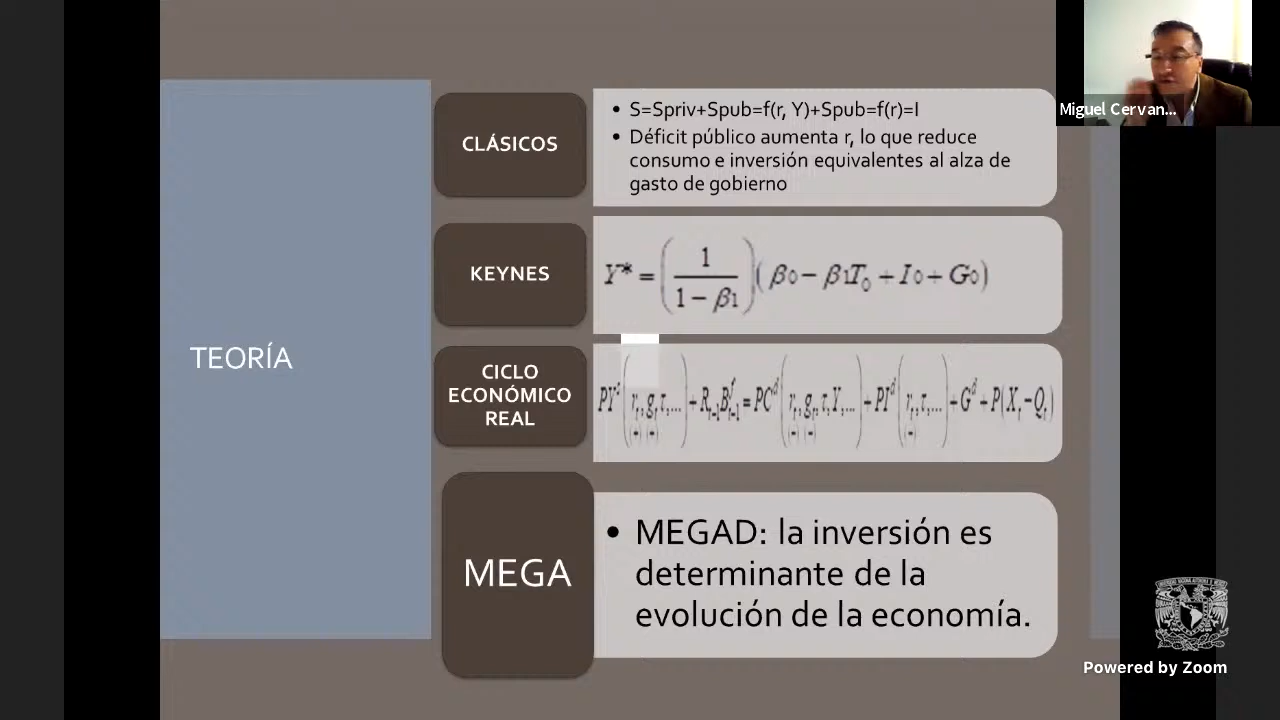 TEORÍA
CLÁSICOS
• S=Spriv+Spub=f(r, Y)+Spub=f(r)=I
• Déficit público aumenta r, lo que reduce
consumo e inversión equivalentes al alza de
gasto de gobierno
KEYNES
Y* = (1 / (1 − β1)) (β0 − β1T0 + I0 + G0)
CICLO
ECONÓMICO
REAL
MEGA
• MEGAD: la inversión es
determinante de la
evolución de la economía.
Miguel Cervan...
Powered by Zoom